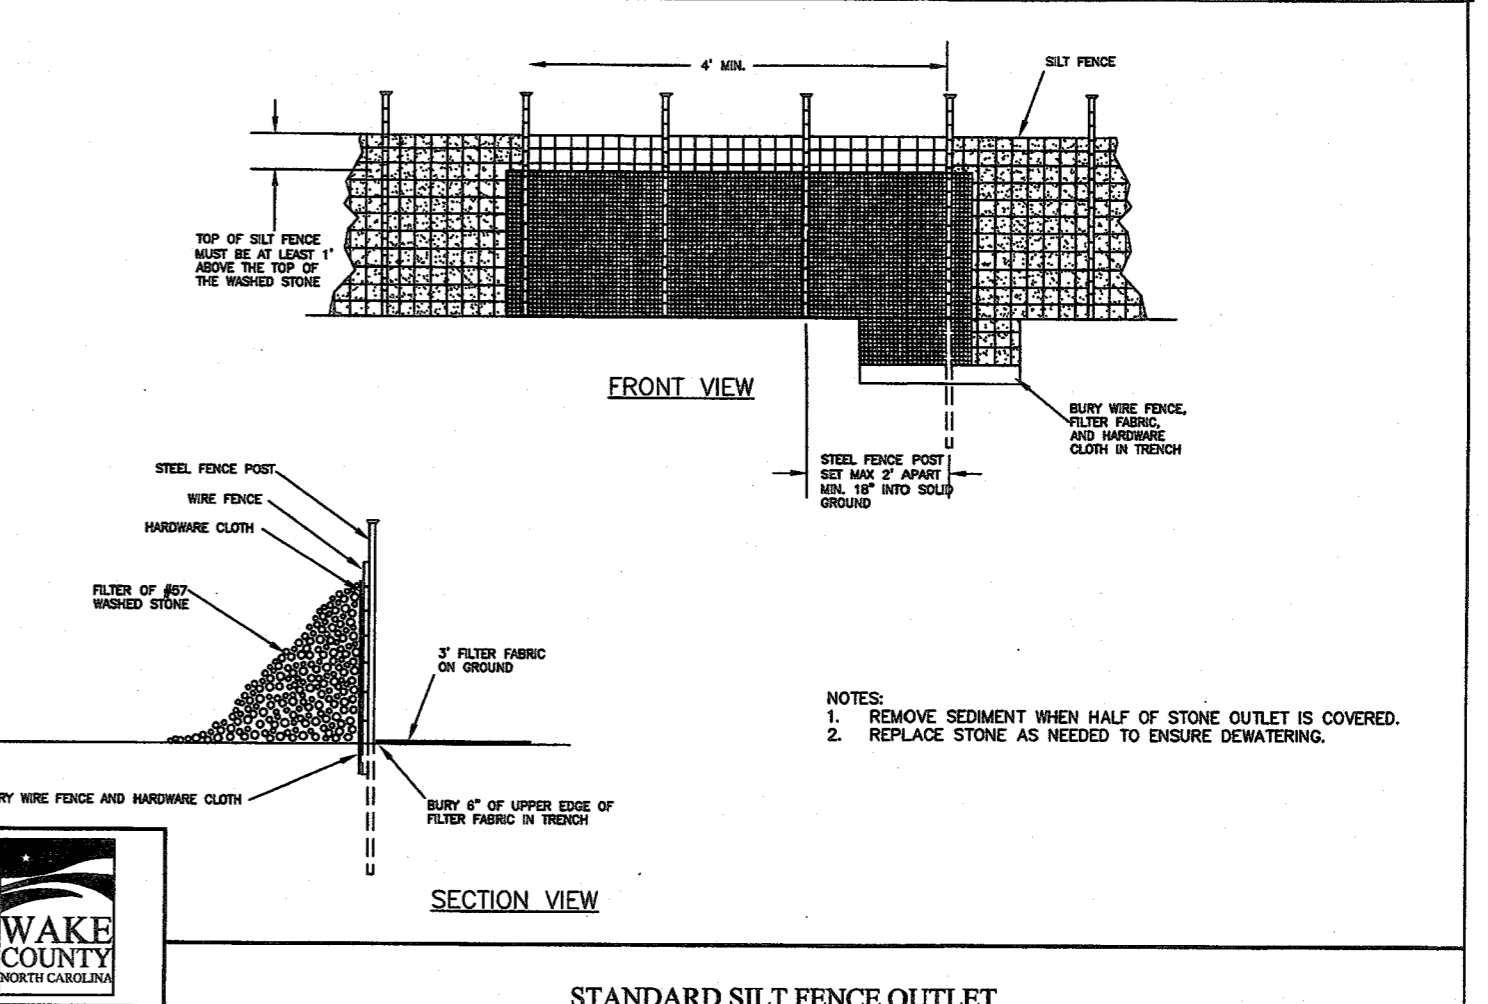 4' MIN.
SILT FENCE
TOP OF SILT FENCE
MUST BE AT LEAST 1'
ABOVE THE TOP OF
THE WASHED STONE
FRONT VIEW
BURY WIRE FENCE,
FILTER FABRIC,
AND HARDWARE
CLOTH IN TRENCH
STEEL FENCE POST
SET MAX 2' APART
MIN. 18" INTO SOLID
GROUND
STEEL FENCE POST
WIRE FENCE
HARDWARE CLOTH
FILTER OF #57
WASHED STONE
3' FILTER FABRIC
ON GROUND
NOTES:
1. REMOVE SEDIMENT WHEN HALF OF STONE OUTLET IS COVERED.
2. REPLACE STONE AS NEEDED TO ENSURE DEWATERING.
RY WIRE FENCE AND HARDWARE CLOTH
BURY 6" OF UPPER EDGE OF
FILTER FABRIC IN TRENCH
SECTION VIEW
WAKE
COUNTY
NORTH CAROLINA
STANDARD SILT FENCE OUTLET